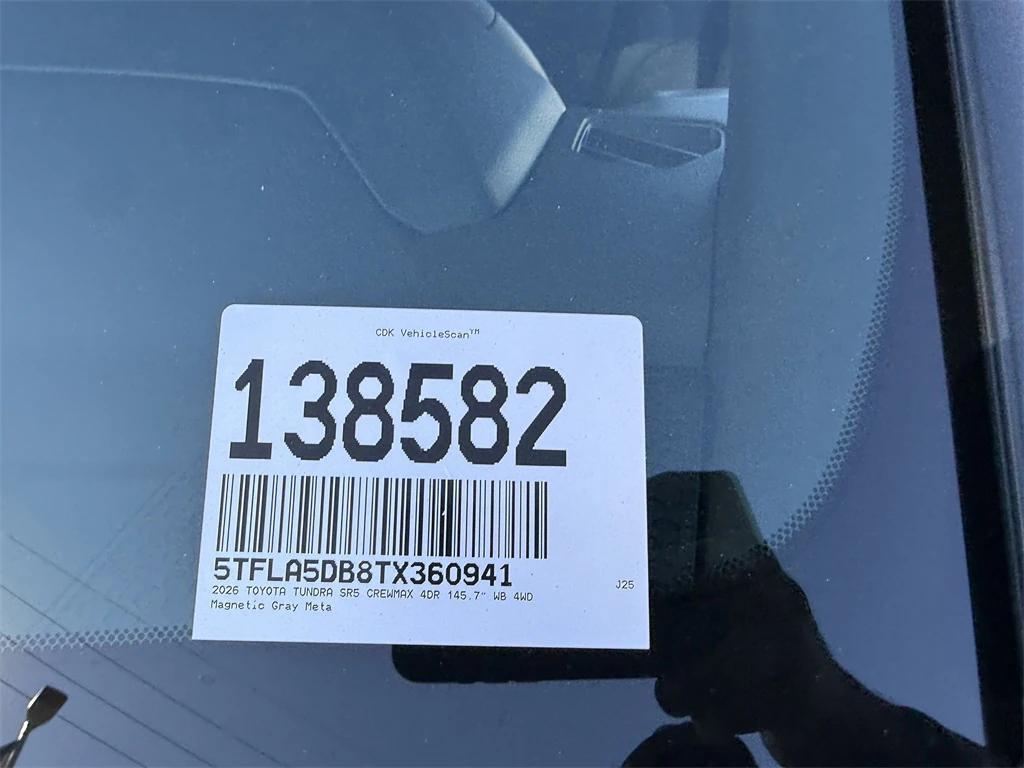 CDK VehicleScan™
138582
5TFLA5DB8TX360941
2026 TOYOTA TUNDRA SR5 CREWMAX 4DR 145.7" WB 4WD
J25
Magnetic Gray Meta